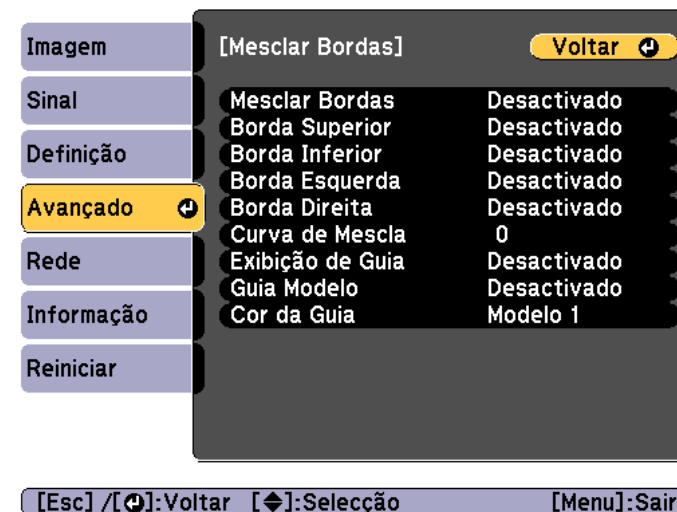 Imagem
Sinal
Definição
Avançado
Rede
Informação
Reiniciar
[Mesclar Bordas] Voltar
Mesclar Bordas Desactivado
Borda Superior Desactivado
Borda Inferior Desactivado
Borda Esquerda Desactivado
Borda Direita Desactivado
Curva de Mescla 0
Exibição de Guia Desactivado
Guia Modelo Desactivado
Cor da Guia Modelo 1
[Esc] /[⏎]:Voltar [◆]:Selecção [Menu]:Sair